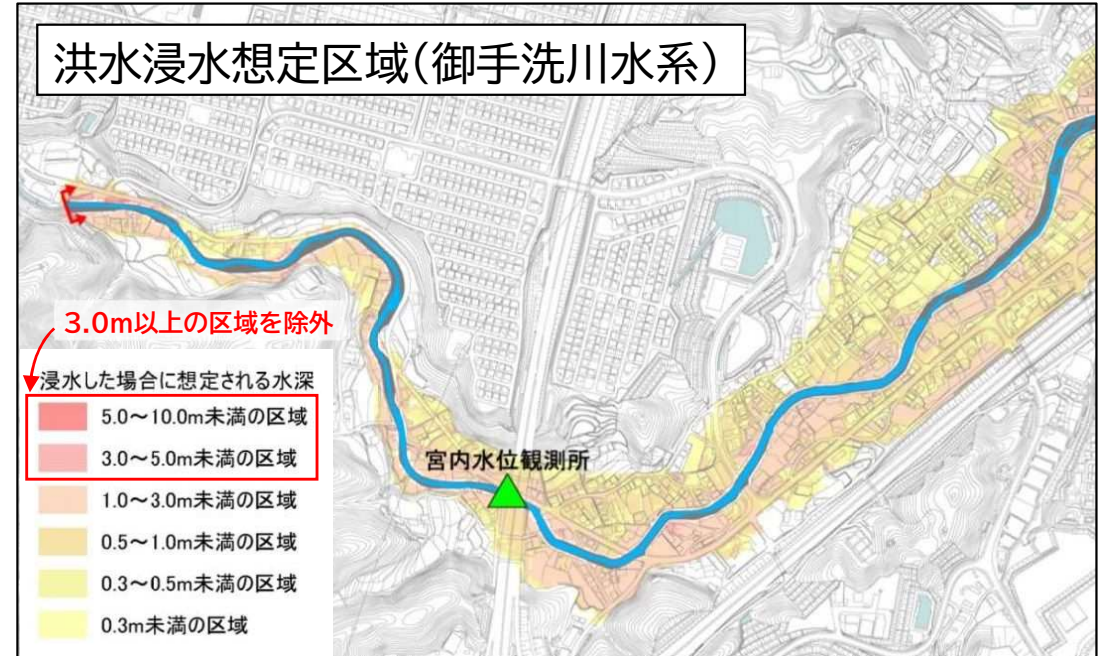 洪水浸水想定区域(御手洗川水系)
3.0m以上の区域を除外
浸水した場合に想定される水深
5.0～10.0m未満の区域
3.0～5.0m未満の区域
1.0～3.0m未満の区域
0.5～1.0m未満の区域
0.3～0.5m未満の区域
0.3m未満の区域
宮内水位観測所